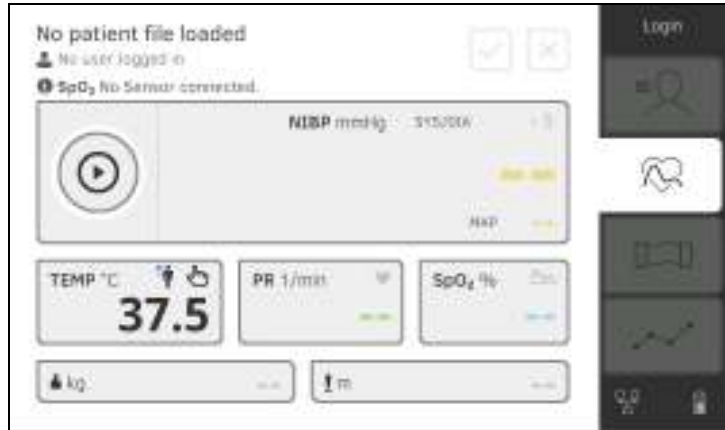 No patient file loaded
Login
No user logged in
SpO₂ No Sensor connected.
NIBP mmHg SYS/DIA
-- --
MAP --
TEMP °C
37.5
PR 1/min
--
SpO₂ %
--
kg --
m --